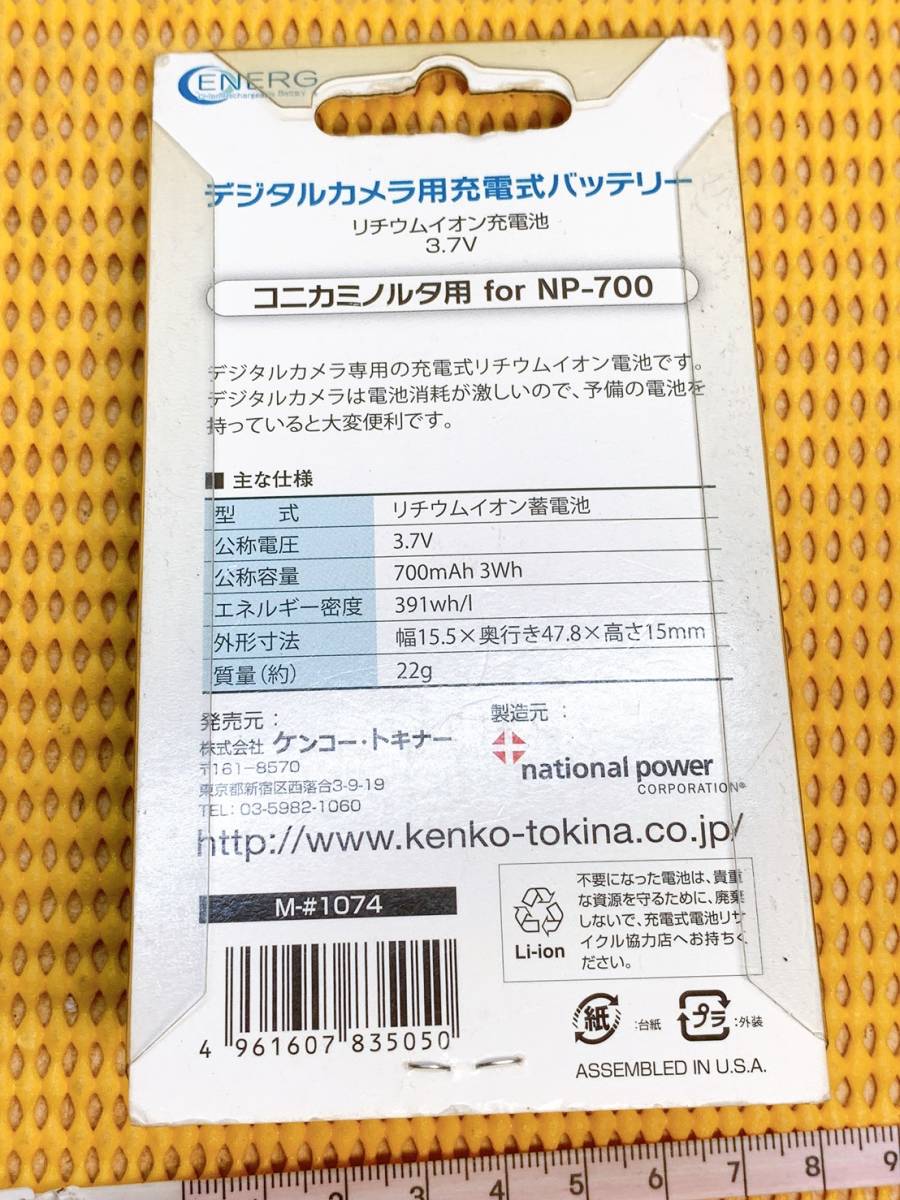 ENERG
Li-Ion Rechargeable Battery
デジタルカメラ用充電式バッテリー
リチウムイオン充電池
3.7V
コニカミノルタ用 for NP-700
デジタルカメラ専用の充電式リチウムイオン電池です。
デジタルカメラは電池消耗が激しいので、予備の電池を
持っていると大変便利です。
■ 主な仕様
型 式 リチウムイオン蓄電池
公称電圧 3.7V
公称容量 700mAh 3Wh
エネルギー密度 391wh/l
外形寸法 幅15.5×奥行き47.8×高さ15mm
質量(約) 22g
発売元:
株式会社 ケンコー・トキナー
〒161-8570
東京都新宿区西落合3-9-19
TEL: 03-5982-1060
製造元:
national power
CORPORATION®
http://www.kenko-tokina.co.jp/
M-#1074
4 961607 835050
Li-ion
不要になった電池は、貴重
な資源を守るために、廃棄
しないで、充電式電池リサ
イクル協力店へお持ちく
ださい。
紙 :台紙 プラ :外装
ASSEMBLED IN U.S.A.
3 4 5 6 7 8 9